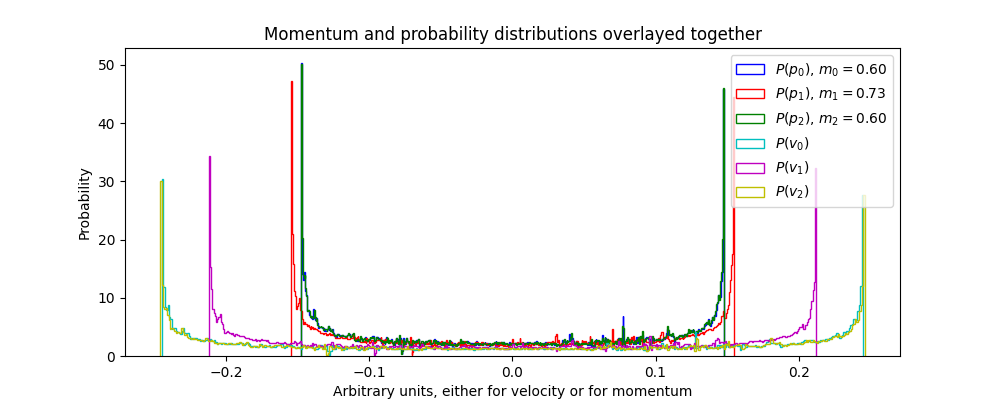 Momentum and probability distributions overlayed together
50
40
30
20
10
0
Probability
−0.2
−0.1
0.0
0.1
0.2
Arbitrary units, either for velocity or for momentum
P(p₀), m₀ = 0.60
P(p₁), m₁ = 0.73
P(p₂), m₂ = 0.60
P(v₀)
P(v₁)
P(v₂)